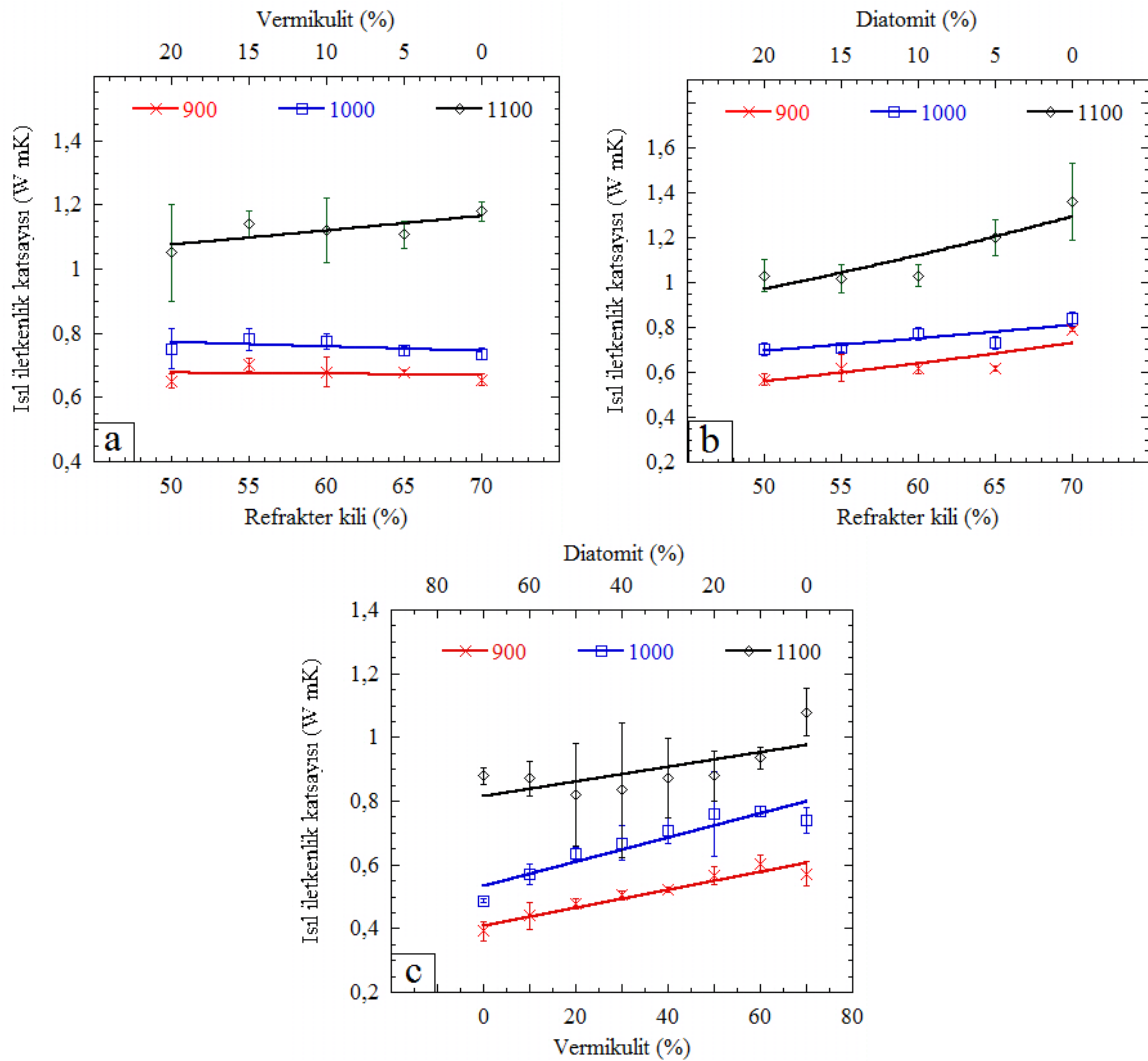 Vermikulit (%)
20 15 10 5 0
900 1000 1100
1,4
1,2
1
0,8
0,6
0,4
Isıl iletkenlik katsayısı (W mK)
a
50 55 60 65 70
Refrakter kili (%)
Diatomit (%)
20 15 10 5 0
900 1000 1100
1,6
1,4
1,2
1
0,8
0,6
0,4
0,2
Isıl iletkenlik katsayısı (W mK)
b
50 55 60 65 70
Refrakter kili (%)
Diatomit (%)
80 60 40 20 0
900 1000 1100
1,4
1,2
1
0,8
0,6
0,4
0,2
Isıl iletkenlik katsayısı (W mK)
c
0 20 40 60 80
Vermikulit (%)